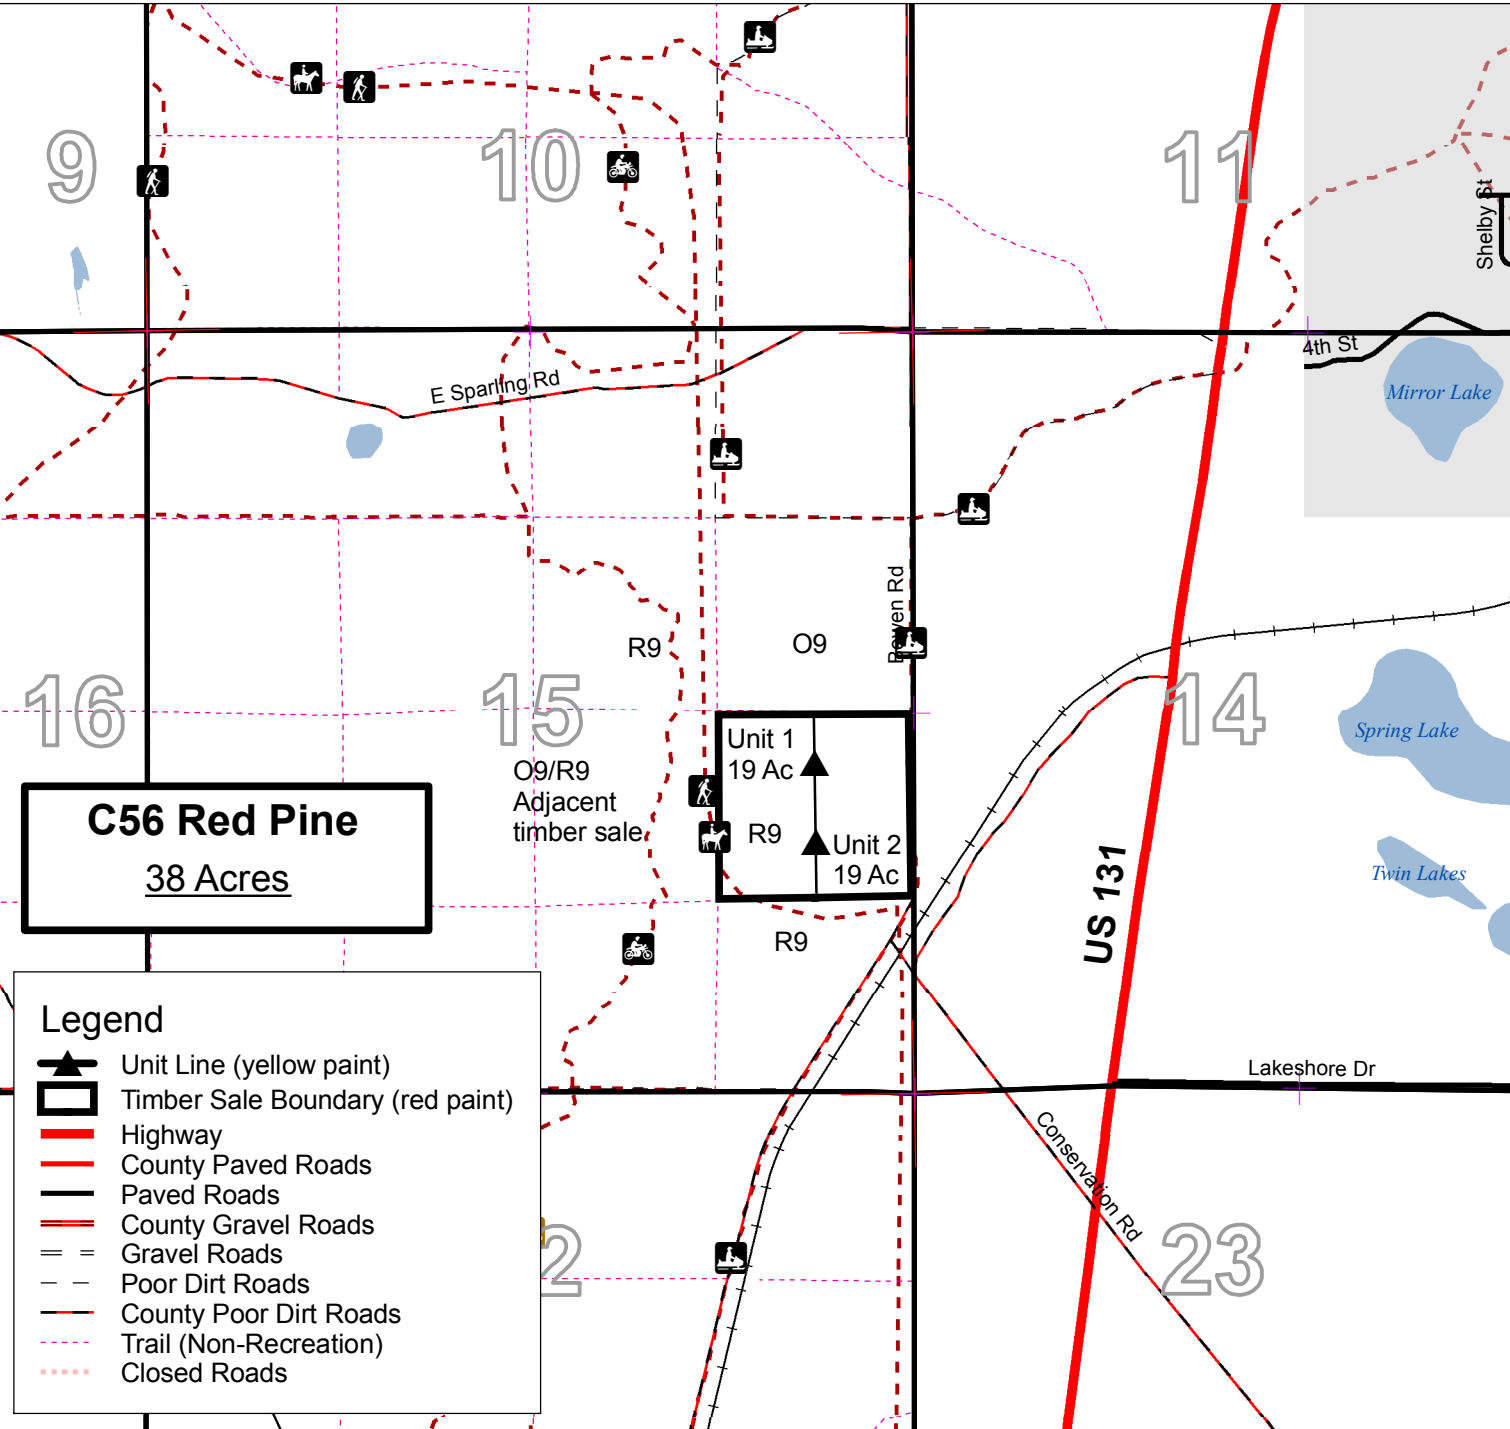 9
10
11
Shelby St
4th St
Mirror Lake
E Sparling Rd
Bowen Rd
R9
O9
16
15
14
Spring Lake
Unit 1
19 Ac
O9/R9
Adjacent
timber sale
R9
Unit 2
19 Ac
C56 Red Pine
38 Acres
Twin Lakes
US 131
R9
Lakeshore Dr
Conservation Rd
2
23
Legend
Unit Line (yellow paint)
Timber Sale Boundary (red paint)
Highway
County Paved Roads
Paved Roads
County Gravel Roads
Gravel Roads
Poor Dirt Roads
County Poor Dirt Roads
Trail (Non-Recreation)
Closed Roads